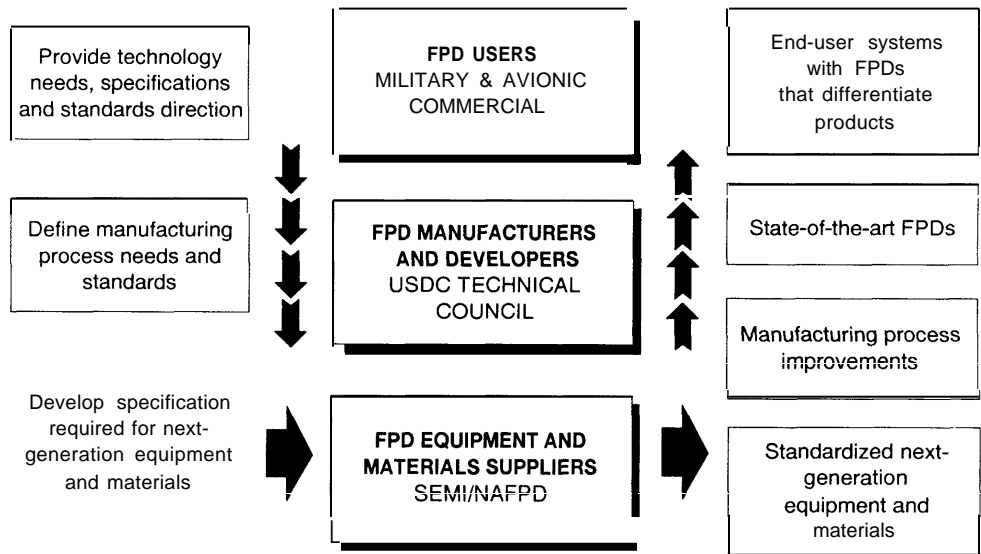 Provide technology
needs, specifications
and standards direction
FPD USERS
MILITARY & AVIONIC
COMMERCIAL
End-user systems
with FPDs
that differentiate
products
Define manufacturing
process needs and
standards
FPD MANUFACTURERS
AND DEVELOPERS
USDC TECHNICAL
COUNCIL
State-of-the-art FPDs
Manufacturing process
improvements
Develop specification
required for next-
generation equipment
and materials
FPD EQUIPMENT AND
MATERIALS SUPPLIERS
SEMI/NAFPD
Standardized next-
generation
equipment and
materials